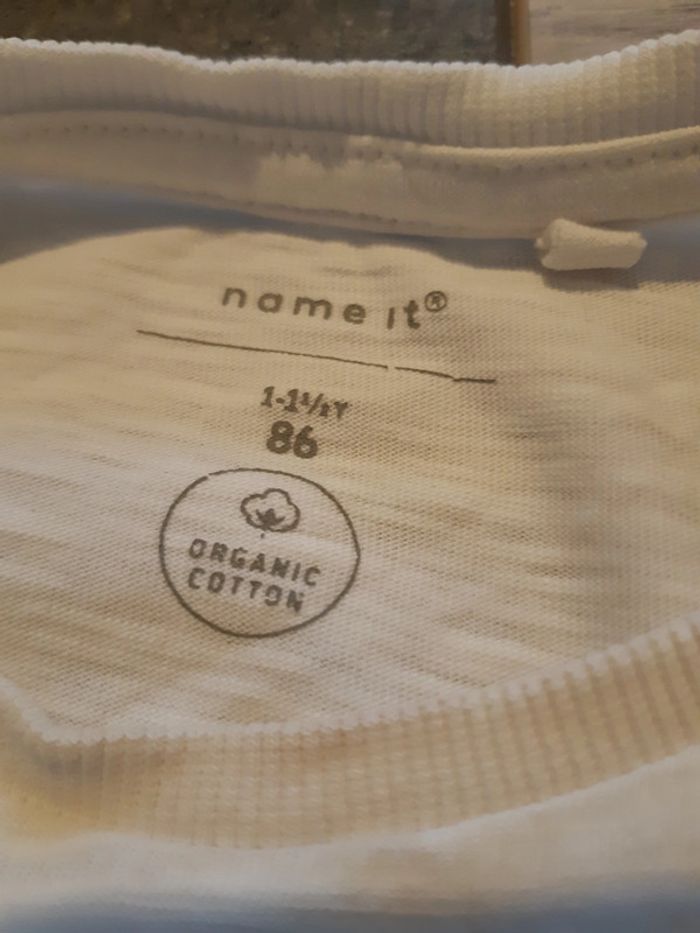 name it®
1-1½Y
86
ORGANIC
COTTON